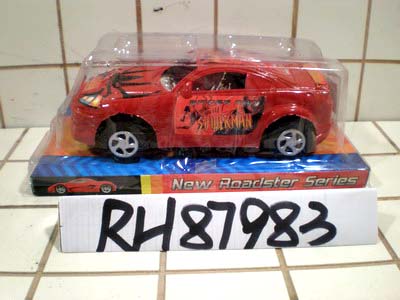 SPIDERMAN
New Roadster Series
RH87983